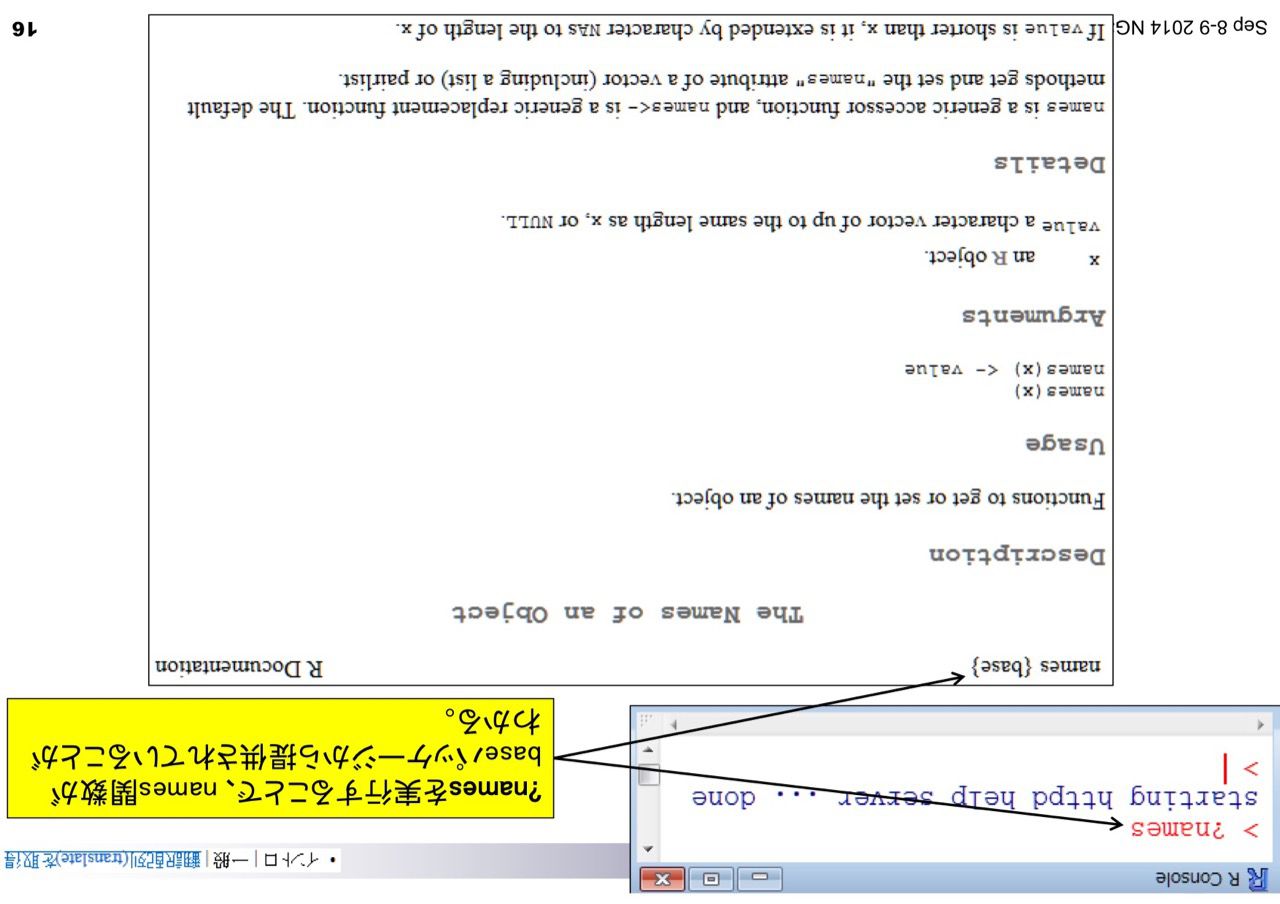 R Console
> ?names
starting httpd help server ... done
>
• イントロ | 一般 | 翻訳配列(translate)を取得
?namesを実行することで、names関数が
baseパッケージから提供されていることが
わかる。
names {base}
R Documentation
The Names of an Object
Description
Functions to get or set the names of an object.
Usage
names(x)
names(x) <- value
Arguments
x an R object.
value a character vector of up to the same length as x, or NULL.
Details
names is a generic accessor function, and names<- is a generic replacement function. The default
methods get and set the "names" attribute of a vector (including a list) or pairlist.
If value is shorter than x, it is extended by character NAs to the length of x.
Sep 8-9 2014 NG
16